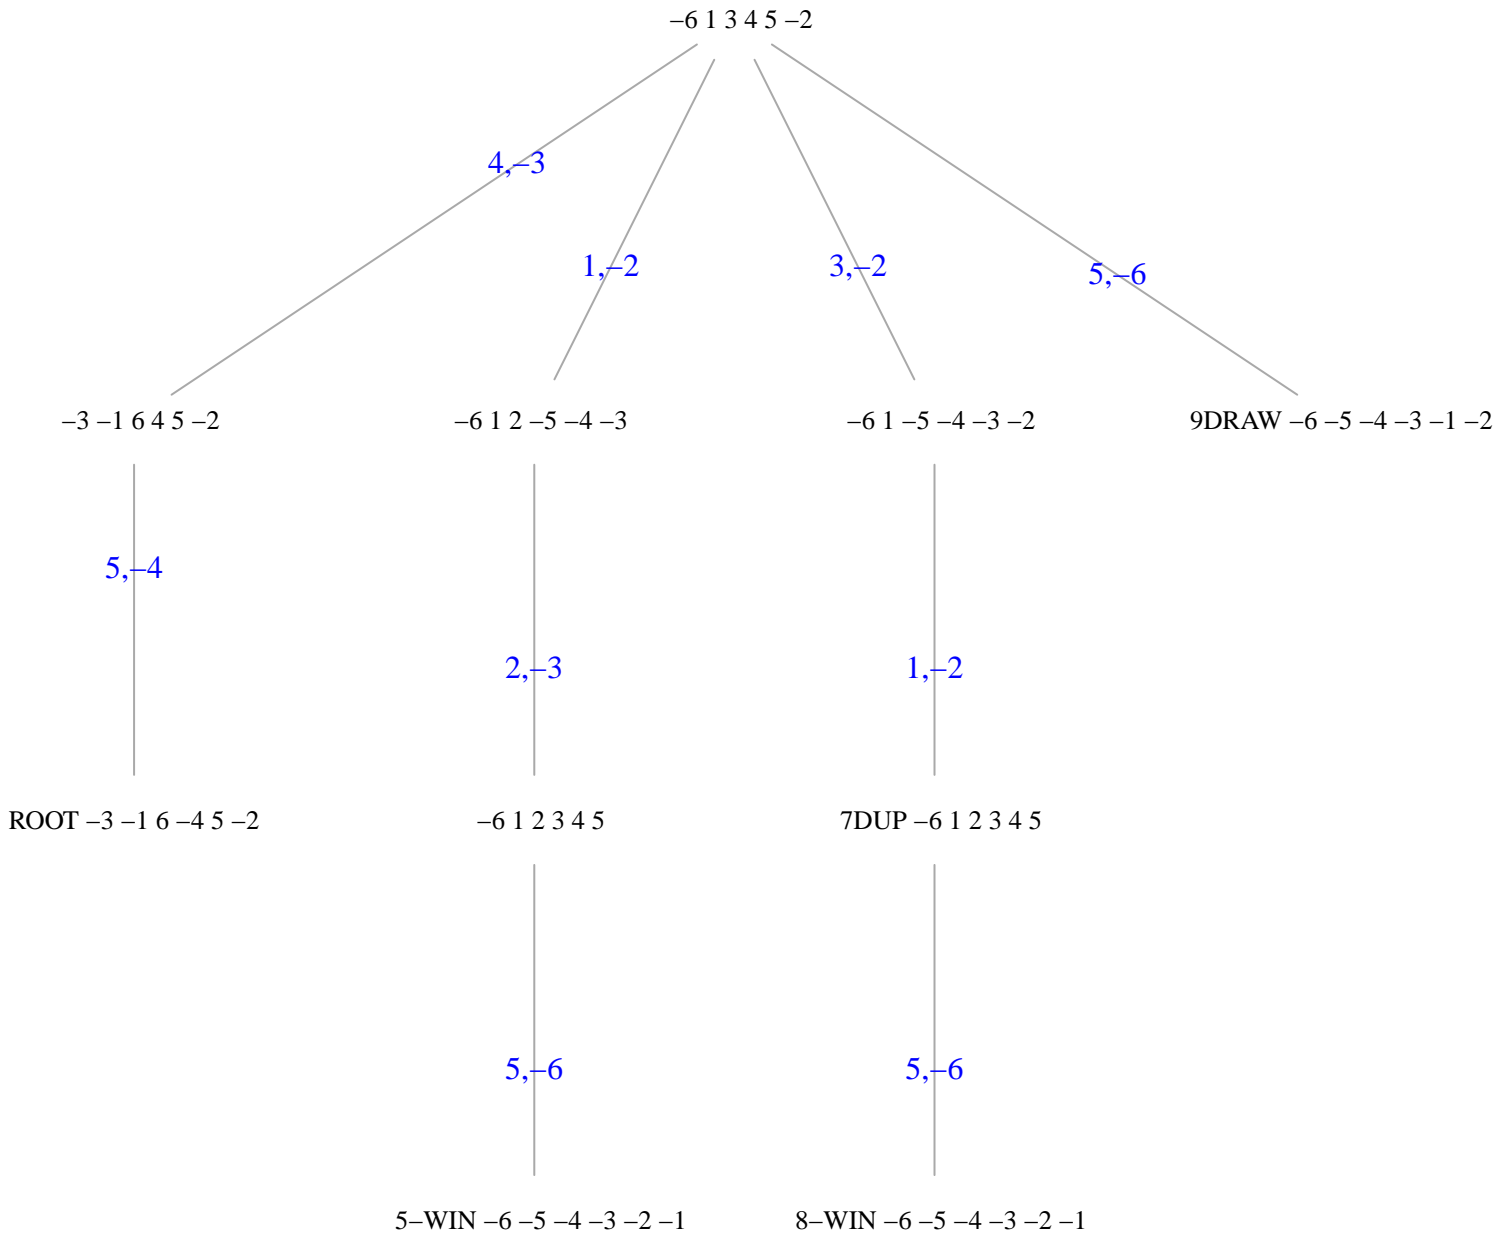 –6 1 3 4 5 –2
4,–3
1,–2
3,–2
5,–6
–3 –1 6 4 5 –2
–6 1 2 –5 –4 –3
–6 1 –5 –4 –3 –2
9DRAW –6 –5 –4 –3 –1 –2
5,–4
2,–3
1,–2
ROOT –3 –1 6 –4 5 –2
–6 1 2 3 4 5
7DUP –6 1 2 3 4 5
5,–6
5,–6
5–WIN –6 –5 –4 –3 –2 –1
8–WIN –6 –5 –4 –3 –2 –1